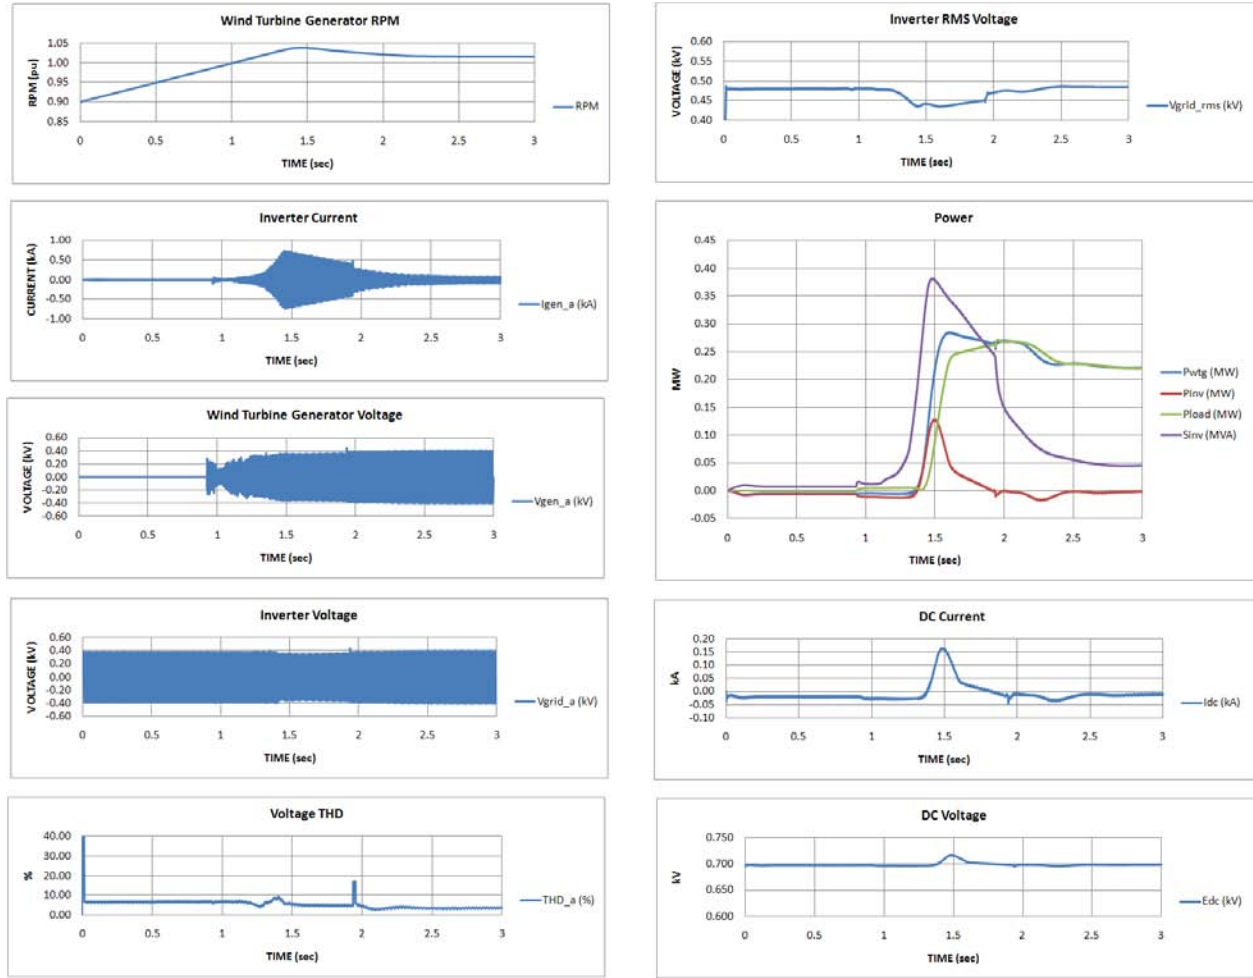 Wind Turbine Generator RPM
RPM (pu)
1.05
1.00
0.95
0.90
0.85
0 0.5 1 1.5 2 2.5 3
TIME (sec)
RPM
Inverter Current
CURRENT (kA)
1.00
0.50
0.00
-0.50
-1.00
0 0.5 1 1.5 2 2.5 3
TIME (sec)
Igen_a (kA)
Wind Turbine Generator Voltage
VOLTAGE (kV)
0.60
0.40
0.20
0.00
-0.20
-0.40
-0.60
0 0.5 1 1.5 2 2.5 3
TIME (sec)
Vgen_a (kV)
Inverter Voltage
VOLTAGE (kV)
0.60
0.40
0.20
0.00
-0.20
-0.40
-0.60
0 0.5 1 1.5 2 2.5 3
TIME (sec)
Vgrid_a (kV)
Voltage THD
%
40.00
30.00
20.00
10.00
0.00
0 0.5 1 1.5 2 2.5 3
TIME (sec)
THD_a (%)
Inverter RMS Voltage
VOLTAGE (kV)
0.60
0.55
0.50
0.45
0.40
0 0.5 1 1.5 2 2.5 3
TIME (sec)
Vgrid_rms (kV)
Power
MW
0.45
0.40
0.35
0.30
0.25
0.20
0.15
0.10
0.05
0.00
-0.05
0 0.5 1 1.5 2 2.5 3
TIME (sec)
Pwtg (MW)
PInv (MW)
Pload (MW)
SInv (MVA)
DC Current
kA
0.20
0.15
0.10
0.05
0.00
-0.05
-0.10
0 0.5 1 1.5 2 2.5 3
TIME (sec)
Idc (kA)
DC Voltage
kV
0.750
0.700
0.650
0.600
0 0.5 1 1.5 2 2.5 3
TIME (sec)
Edc (kV)